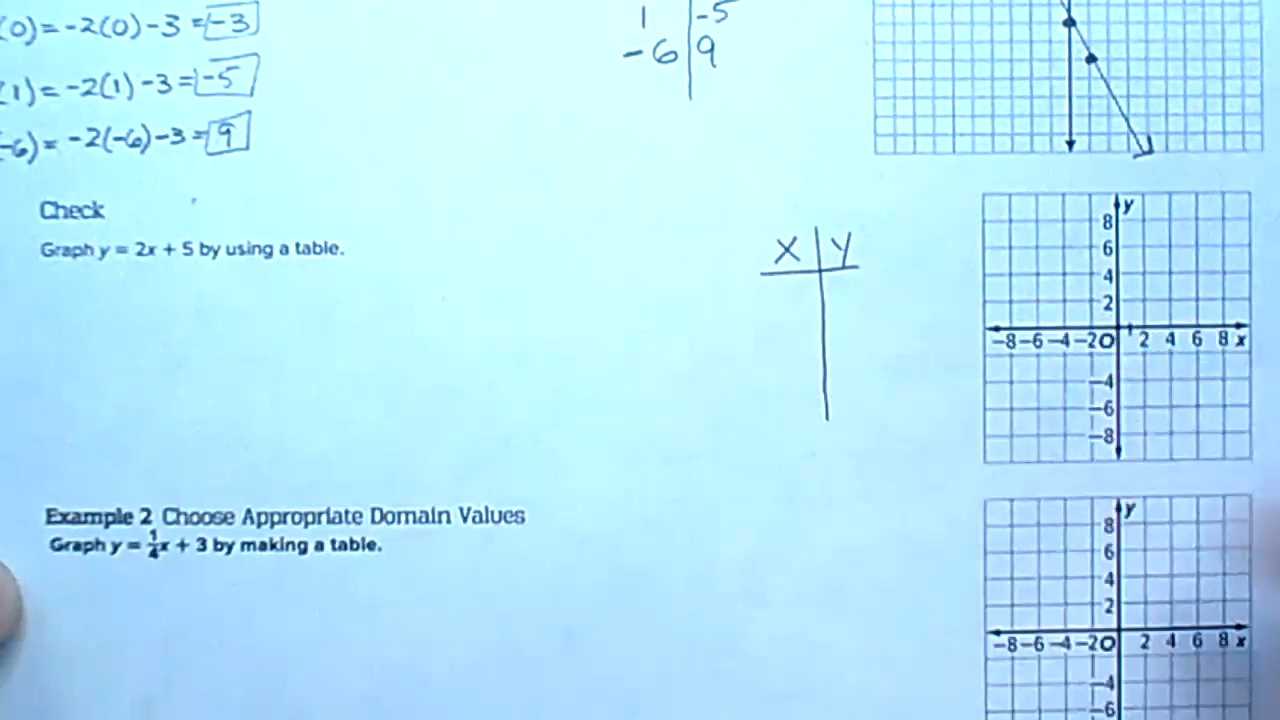 (0) = -2(0) - 3 = -3
(1) = -2(1) - 3 = -5
(-6) = -2(-6) - 3 = 9
1 | -5
-6 | 9
Check
Graph y = 2x + 5 by using a table.
x | y
y
8
6
4
2
-8 -6 -4 -2 O 2 4 6 8 x
-4
-6
-8
Example 2 Choose Appropriate Domain Values
Graph y = 1/4x + 3 by making a table.
y
8
6
4
2
-8 -6 -4 -2 O 2 4 6 8 x
-4
-6